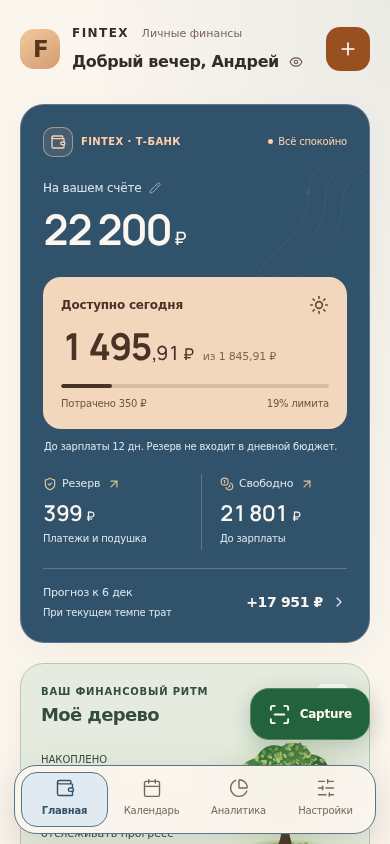 F
FINTEX Личные финансы
Добрый вечер, Андрей
FINTEX · Т-БАНК
Всё спокойно
На вашем счёте
22 200 ₽
Доступно сегодня
1 495,91 ₽ из 1 845,91 ₽
Потрачено 350 ₽
19% лимита
До зарплаты 12 дн. Резерв не входит в дневной бюджет.
Резерв
399 ₽
Платежи и подушка
Свободно
21 801 ₽
До зарплаты
Прогноз к 6 дек
При текущем темпе трат
+17 951 ₽
ВАШ ФИНАНСОВЫЙ РИТМ
Моё дерево
Capture
НАКОПЛЕНО
Главная
Календарь
Аналитика
Настройки
отслеживать прогресс